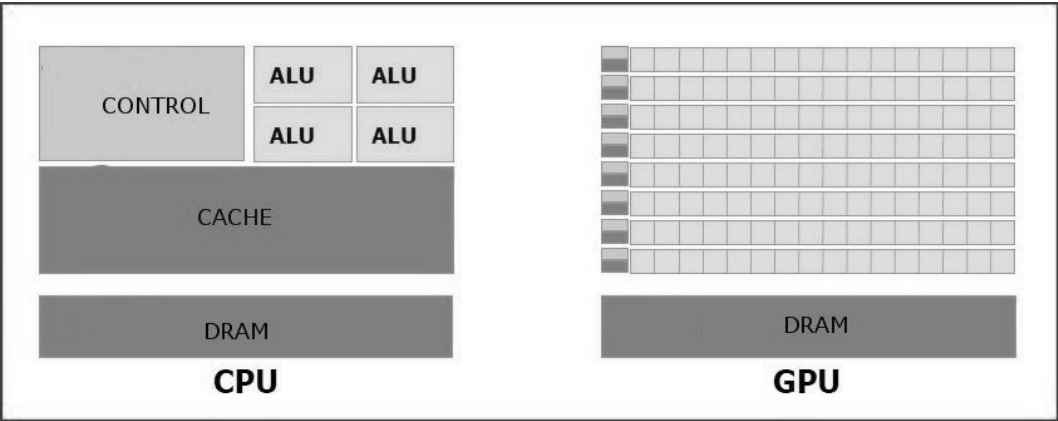 ALU ALU
CONTROL
ALU ALU
CACHE
DRAM
CPU
DRAM
GPU